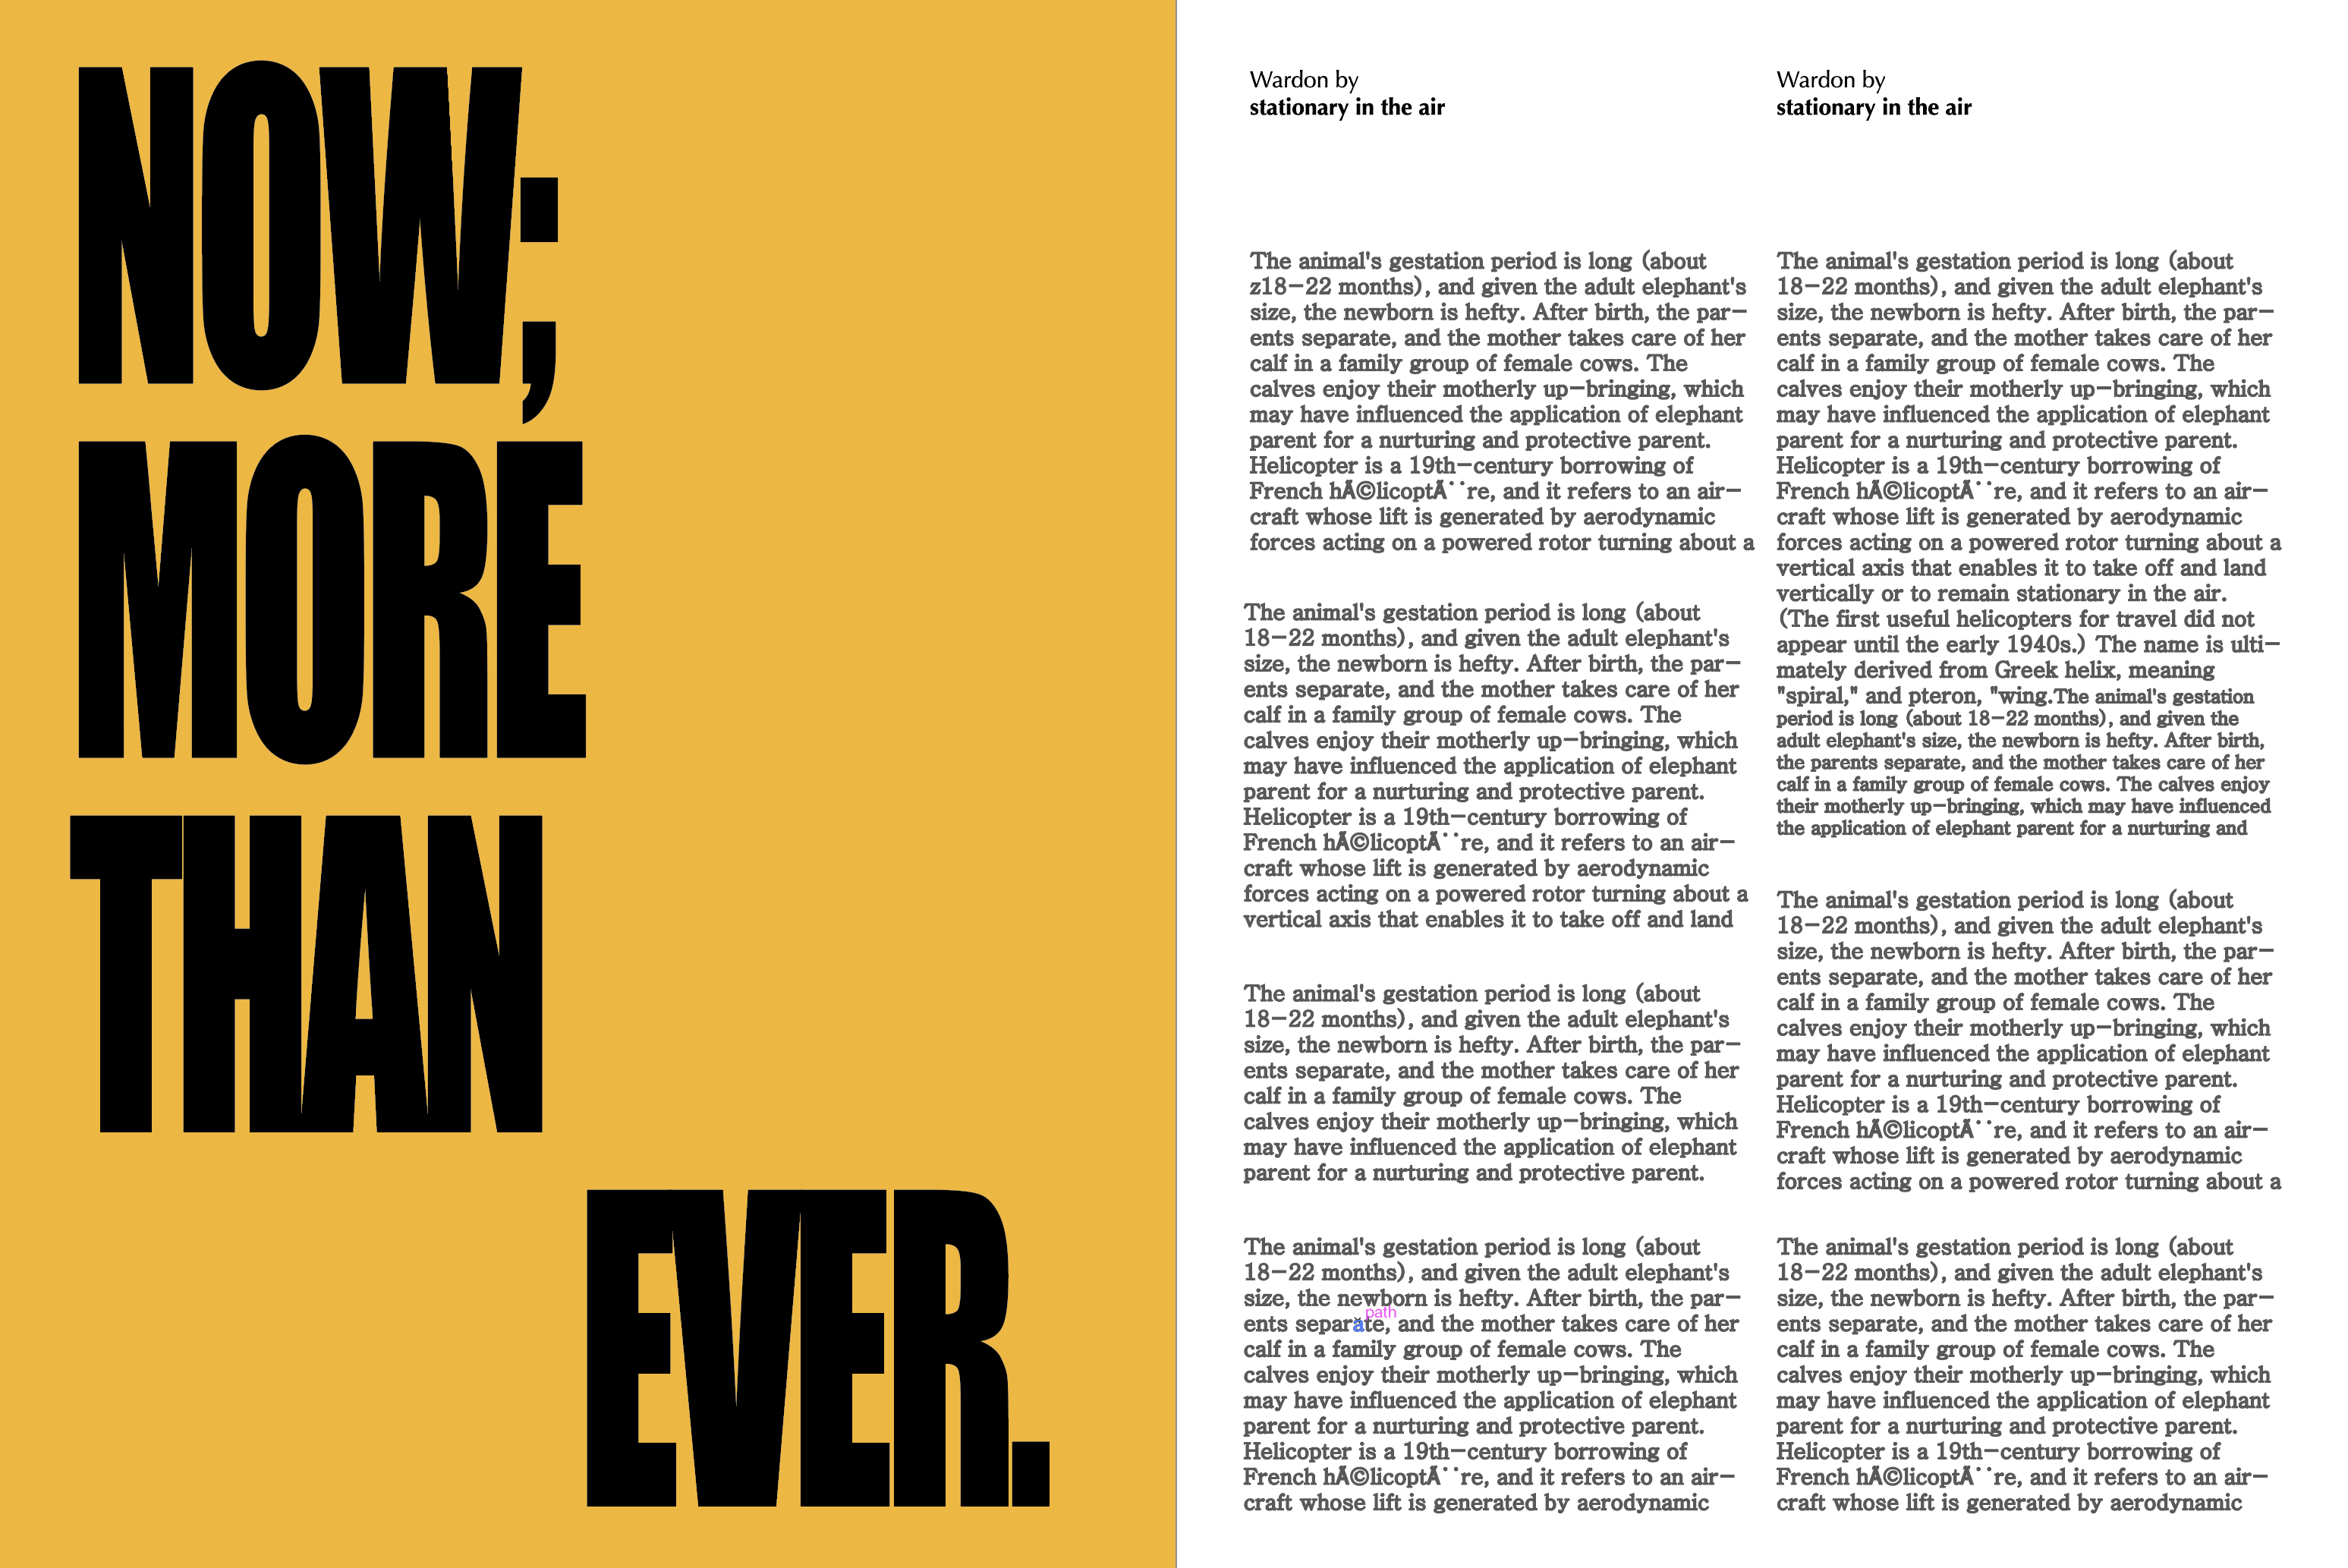 NOW;
MORE
THAN
EVER.
Wardon by
stationary in the air
The animal's gestation period is long (about
z18—22 months), and given the adult elephant's
size, the newborn is hefty. After birth, the par—
ents separate, and the mother takes care of her
calf in a family group of female cows. The
calves enjoy their motherly up—bringing, which
may have influenced the application of elephant
parent for a nurturing and protective parent.
Helicopter is a 19th—century borrowing of
French hÃ©licoptÃ¨re, and it refers to an air—
craft whose lift is generated by aerodynamic
forces acting on a powered rotor turning about a
The animal's gestation period is long (about
18—22 months), and given the adult elephant's
size, the newborn is hefty. After birth, the par—
ents separate, and the mother takes care of her
calf in a family group of female cows. The
calves enjoy their motherly up—bringing, which
may have influenced the application of elephant
parent for a nurturing and protective parent.
Helicopter is a 19th—century borrowing of
French hÃ©licoptÃ¨re, and it refers to an air—
craft whose lift is generated by aerodynamic
forces acting on a powered rotor turning about a
vertical axis that enables it to take off and land
The animal's gestation period is long (about
18—22 months), and given the adult elephant's
size, the newborn is hefty. After birth, the par—
ents separate, and the mother takes care of her
calf in a family group of female cows. The
calves enjoy their motherly up—bringing, which
may have influenced the application of elephant
parent for a nurturing and protective parent.
The animal's gestation period is long (about
18—22 months), and given the adult elephant's
size, the newborn is hefty. After birth, the par—
path
ents separate, and the mother takes care of her
calf in a family group of female cows. The
calves enjoy their motherly up—bringing, which
may have influenced the application of elephant
parent for a nurturing and protective parent.
Helicopter is a 19th—century borrowing of
French hÃ©licoptÃ¨re, and it refers to an air—
craft whose lift is generated by aerodynamic
Wardon by
stationary in the air
The animal's gestation period is long (about
18—22 months), and given the adult elephant's
size, the newborn is hefty. After birth, the par—
ents separate, and the mother takes care of her
calf in a family group of female cows. The
calves enjoy their motherly up—bringing, which
may have influenced the application of elephant
parent for a nurturing and protective parent.
Helicopter is a 19th—century borrowing of
French hÃ©licoptÃ¨re, and it refers to an air—
craft whose lift is generated by aerodynamic
forces acting on a powered rotor turning about a
vertical axis that enables it to take off and land
vertically or to remain stationary in the air.
(The first useful helicopters for travel did not
appear until the early 1940s.) The name is ulti—
mately derived from Greek helix, meaning
"spiral," and pteron, "wing.The animal's gestation
period is long (about 18—22 months), and given the
adult elephant's size, the newborn is hefty. After birth,
the parents separate, and the mother takes care of her
calf in a family group of female cows. The calves enjoy
their motherly up—bringing, which may have influenced
the application of elephant parent for a nurturing and
The animal's gestation period is long (about
18—22 months), and given the adult elephant's
size, the newborn is hefty. After birth, the par—
ents separate, and the mother takes care of her
calf in a family group of female cows. The
calves enjoy their motherly up—bringing, which
may have influenced the application of elephant
parent for a nurturing and protective parent.
Helicopter is a 19th—century borrowing of
French hÃ©licoptÃ¨re, and it refers to an air—
craft whose lift is generated by aerodynamic
forces acting on a powered rotor turning about a
The animal's gestation period is long (about
18—22 months), and given the adult elephant's
size, the newborn is hefty. After birth, the par—
ents separate, and the mother takes care of her
calf in a family group of female cows. The
calves enjoy their motherly up—bringing, which
may have influenced the application of elephant
parent for a nurturing and protective parent.
Helicopter is a 19th—century borrowing of
French hÃ©licoptÃ¨re, and it refers to an air—
craft whose lift is generated by aerodynamic